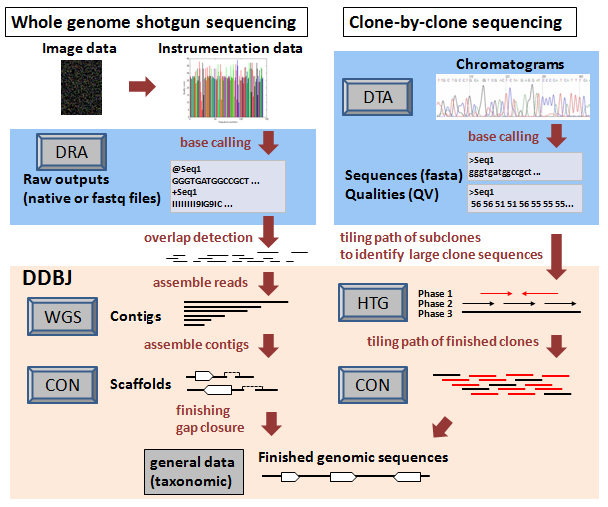 Whole genome shotgun sequencing
Clone-by-clone sequencing
Image data
Instrumentation data
Chromatograms
DTA
base calling
base calling
DRA
Raw outputs
(native or fastq files)
@Seq1
GGGTGATGGCCGCT ...
+Seq1
IIIIIIIII9IG9IC ...
Sequences (fasta)
Qualities (QV)
>Seq1
gggtgatggccgct ...
>Seq1
56 56 51 51 56 55 55 55...
overlap detection
tiling path of subclones
to identify large clone sequences
DDBJ
assemble reads
WGS
Contigs
HTG
Phase 1
Phase 2
Phase 3
assemble contigs
tiling path of finished clones
CON
Scaffolds
CON
finishing
gap closure
general data
(taxonomic)
Finished genomic sequences